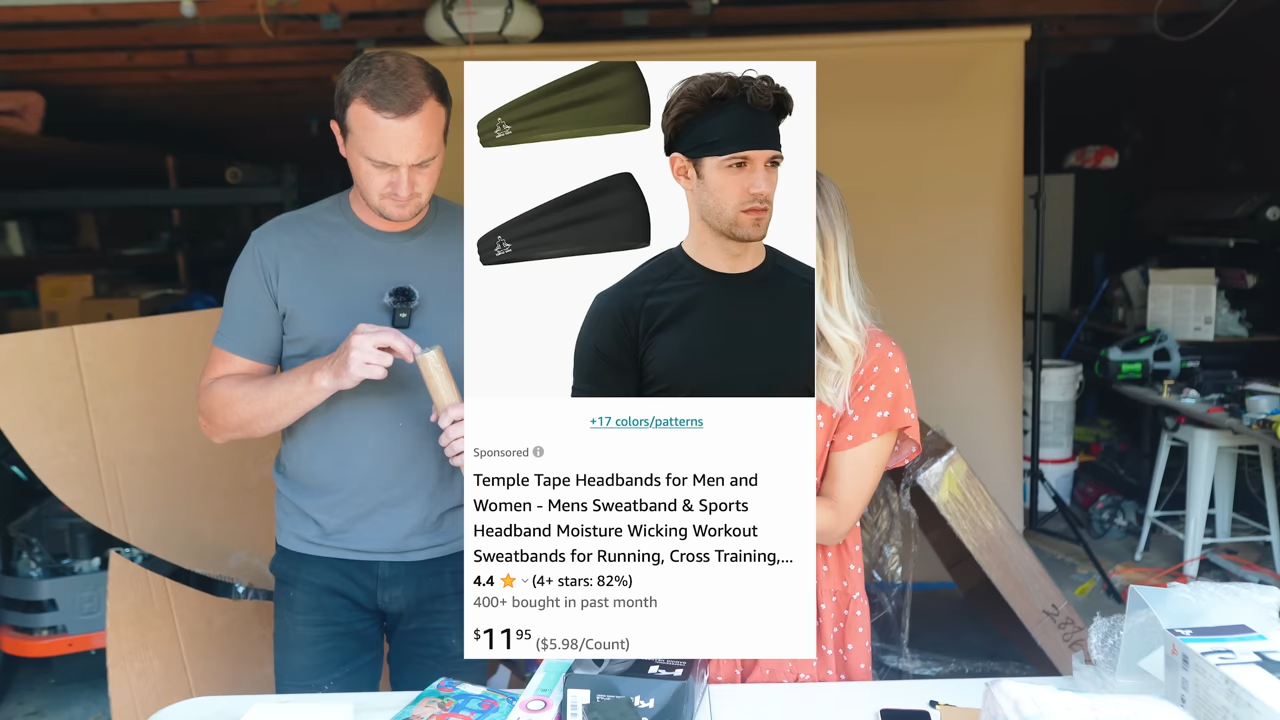 +17 colors/patterns
Sponsored
Temple Tape Headbands for Men and
Women - Mens Sweatband & Sports
Headband Moisture Wicking Workout
Sweatbands for Running, Cross Training,...
4.4 (4+ stars: 82%)
400+ bought in past month
$11.95 ($5.98/Count)
2886